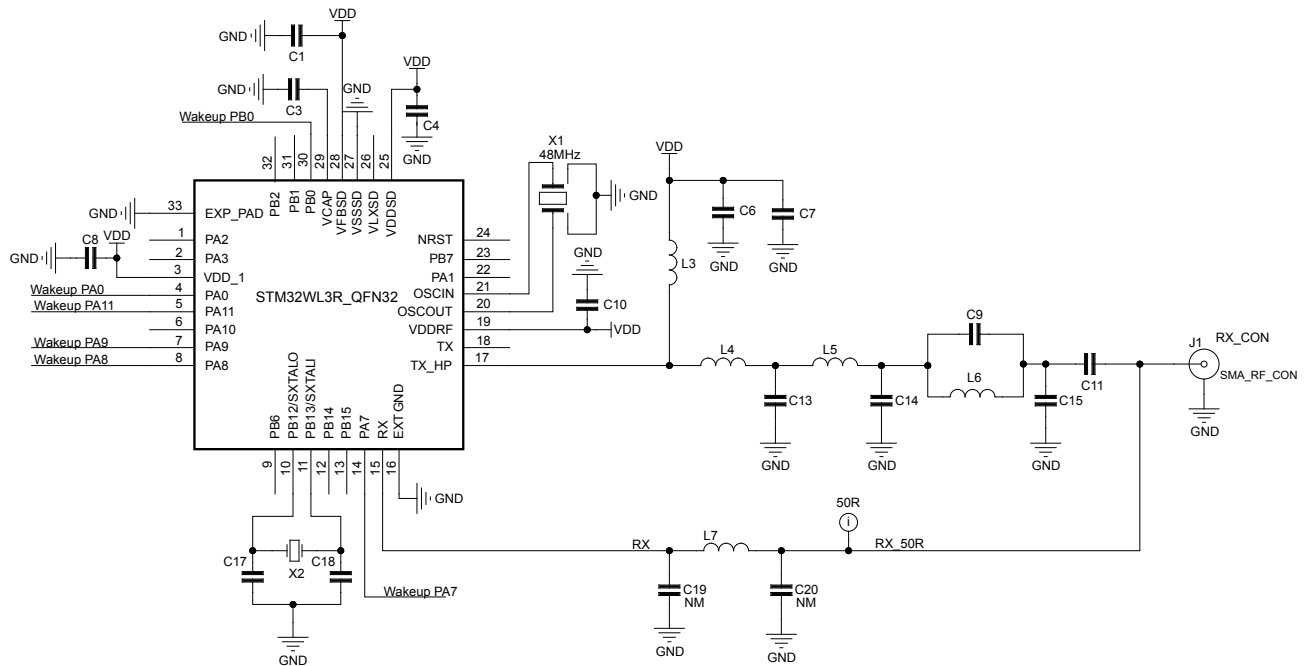 VDD
GND
C1
VDD
GND
C3
GND
C4
GND
Wakeup PB0
X1
48MHz
GND
VDD
C6
C7
GND
GND
L3
32
31
30
29
28
27
26
25
PB2
PB1
PB0
VCAP
VFBSD
VSSSD
VLXSD
VDDSD
GND
33
EXP_PAD
C8
VDD
GND
1
PA2
2
PA3
3
VDD_1
Wakeup PA0
4
PA0
Wakeup PA11
5
PA11
6
PA10
Wakeup PA9
7
PA9
Wakeup PA8
8
PA8
STM32WL3R_QFN32
NRST
24
PB7
23
PA1
22
OSCIN
21
OSCOUT
20
VDDRF
19
TX
18
TX_HP
17
GND
C10
VDD
L4
L5
C9
L6
C11
J1
RX_CON
SMA_RF_CON
GND
C13
GND
C14
GND
C15
GND
PB6
PB12/SXTALO
PB13/SXTALI
PB14
PB15
PA7
RX
EXTGND
9
10
11
12
13
14
15
16
GND
C17
X2
C18
GND
Wakeup PA7
RX
L7
50R
i
RX_50R
C19
NM
GND
C20
NM
GND